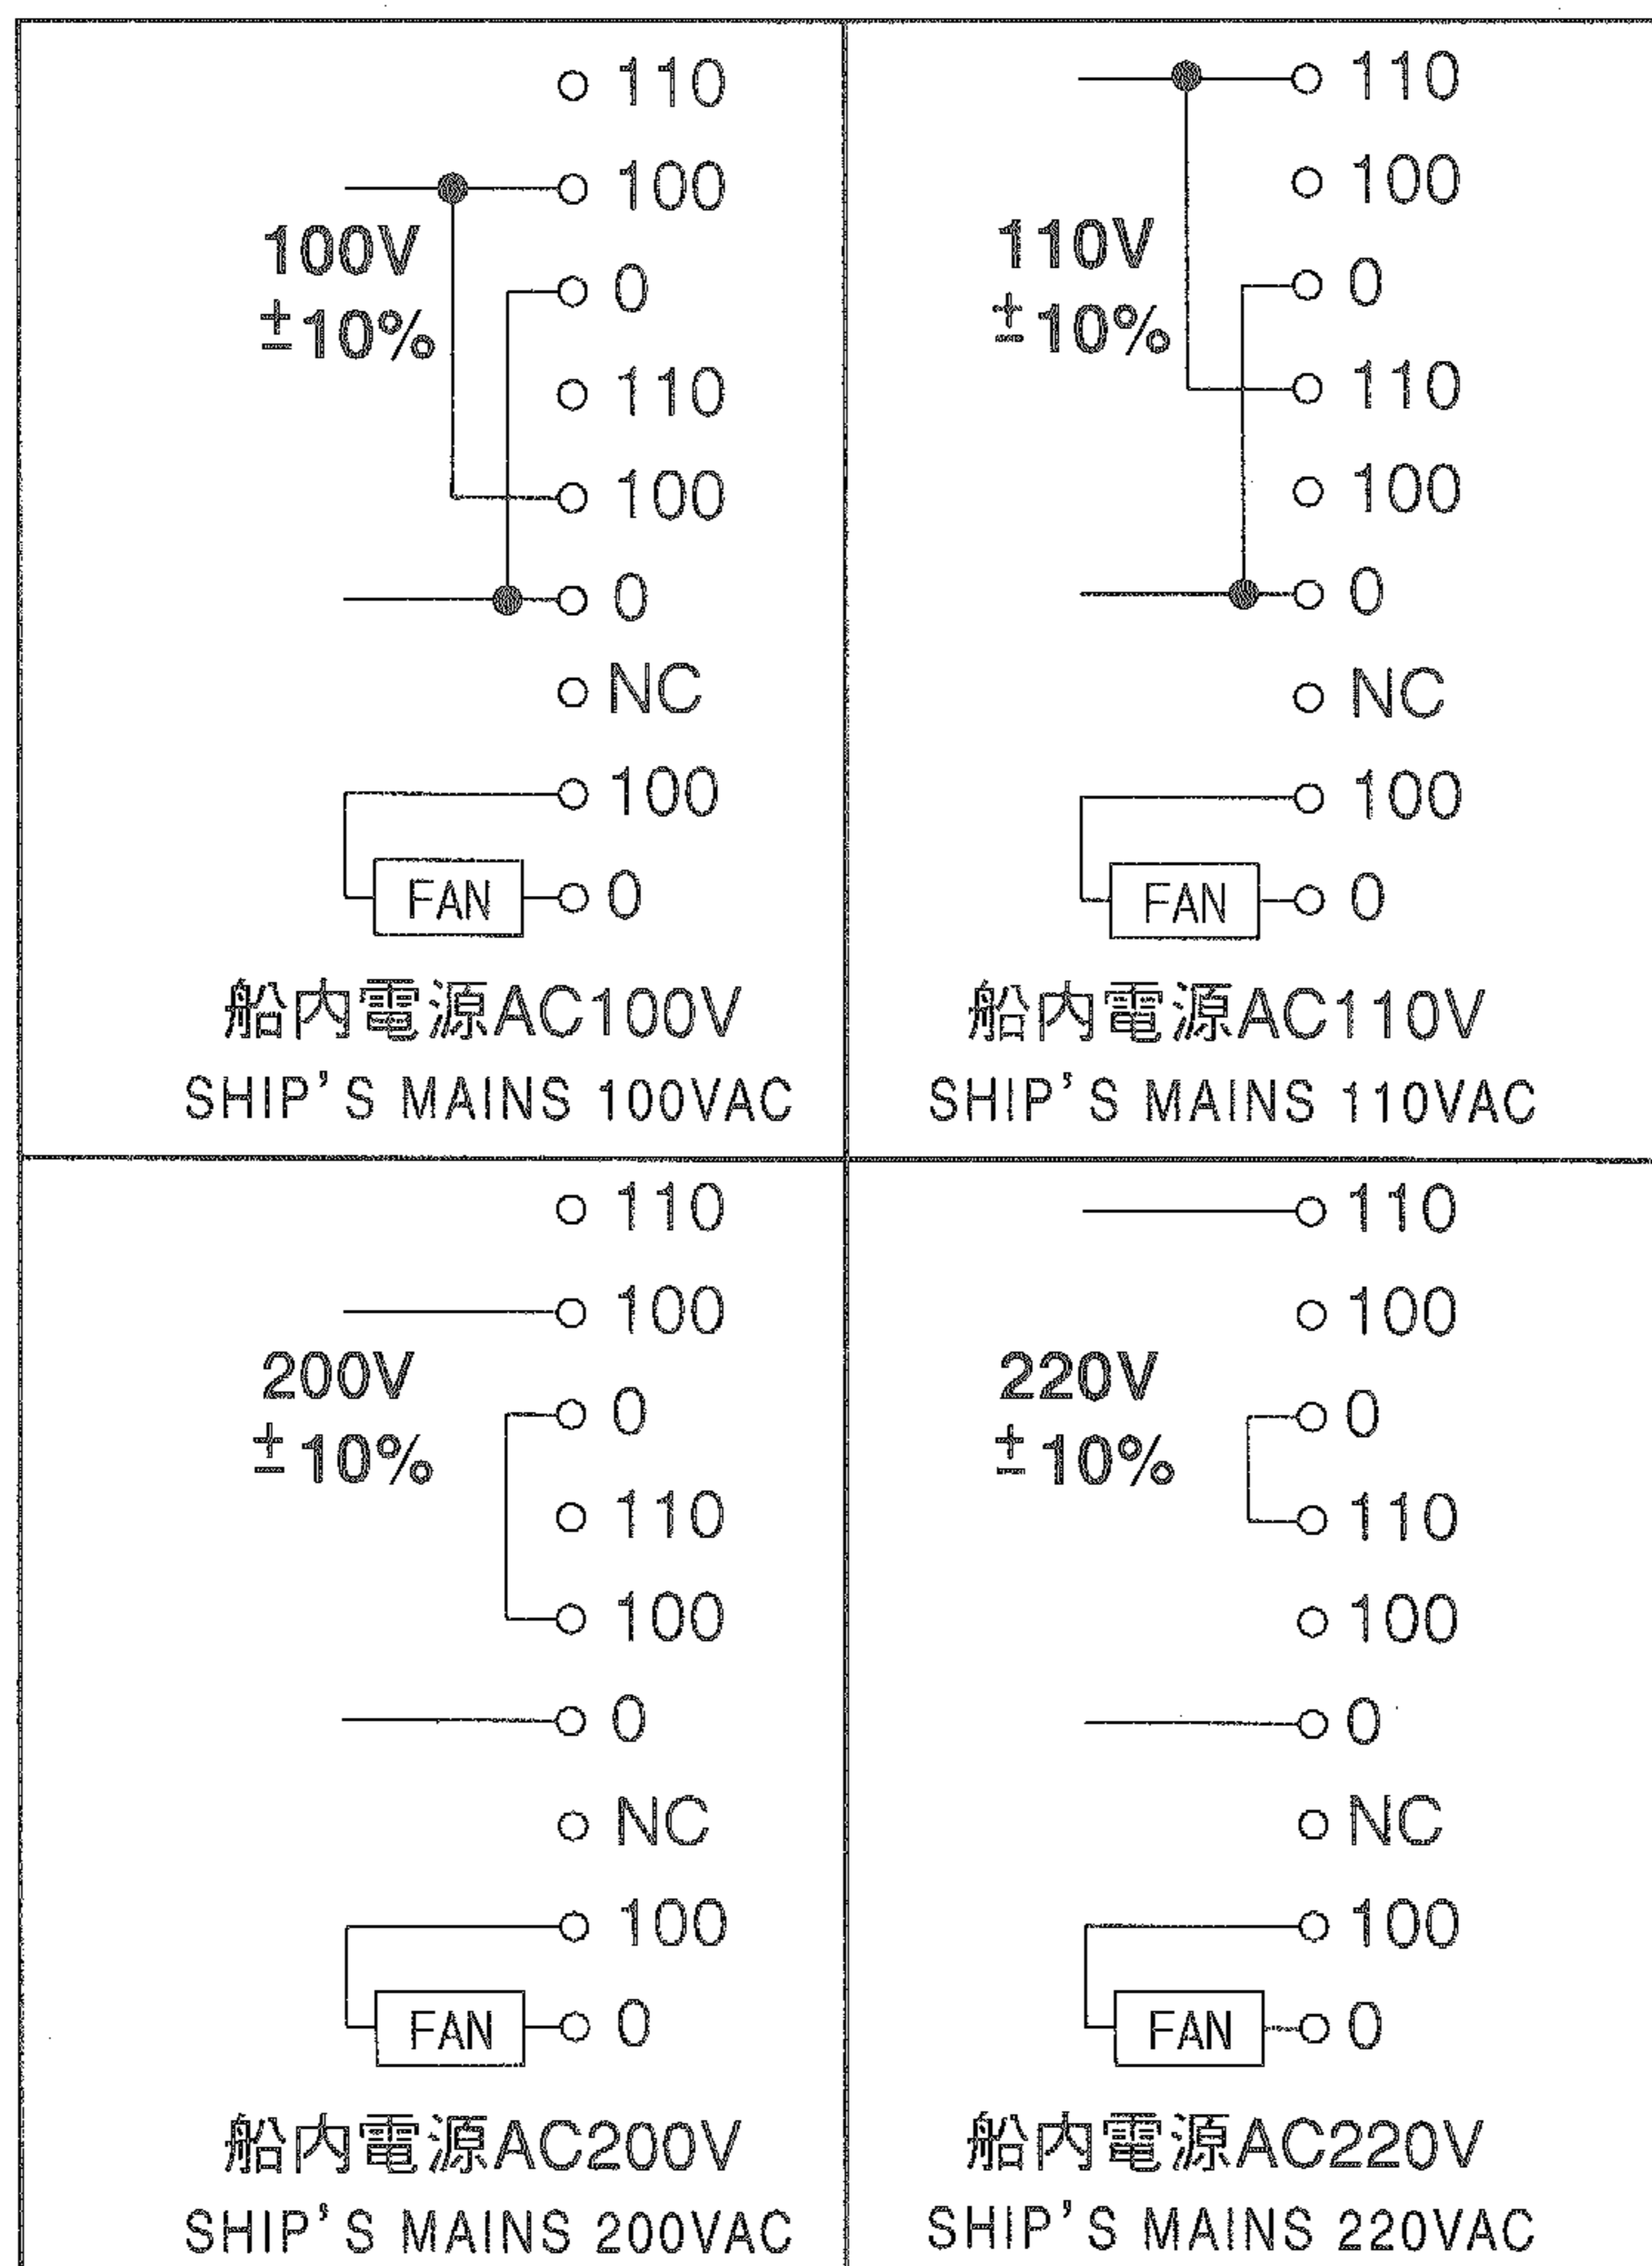 110
100
100V
±10%
0
110
100
0
NC
100
FAN
0
船内電源AC100V
SHIP'S MAINS 100VAC
110
100
110V
±10%
0
110
100
0
NC
100
FAN
0
船内電源AC110V
SHIP'S MAINS 110VAC
110
100
200V
±10%
0
110
100
0
NC
100
FAN
0
船内電源AC200V
SHIP'S MAINS 200VAC
110
100
220V
±10%
0
110
100
0
NC
100
FAN
0
船内電源AC220V
SHIP'S MAINS 220VAC